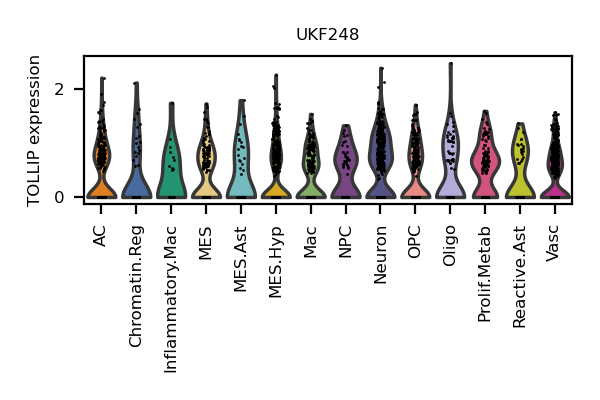 UKF248
TOLLIP expression
2
0
AC
Chromatin.Reg
Inflammatory.Mac
MES
MES.Ast
MES.Hyp
Mac
NPC
Neuron
OPC
Oligo
Prolif.Metab
Reactive.Ast
Vasc